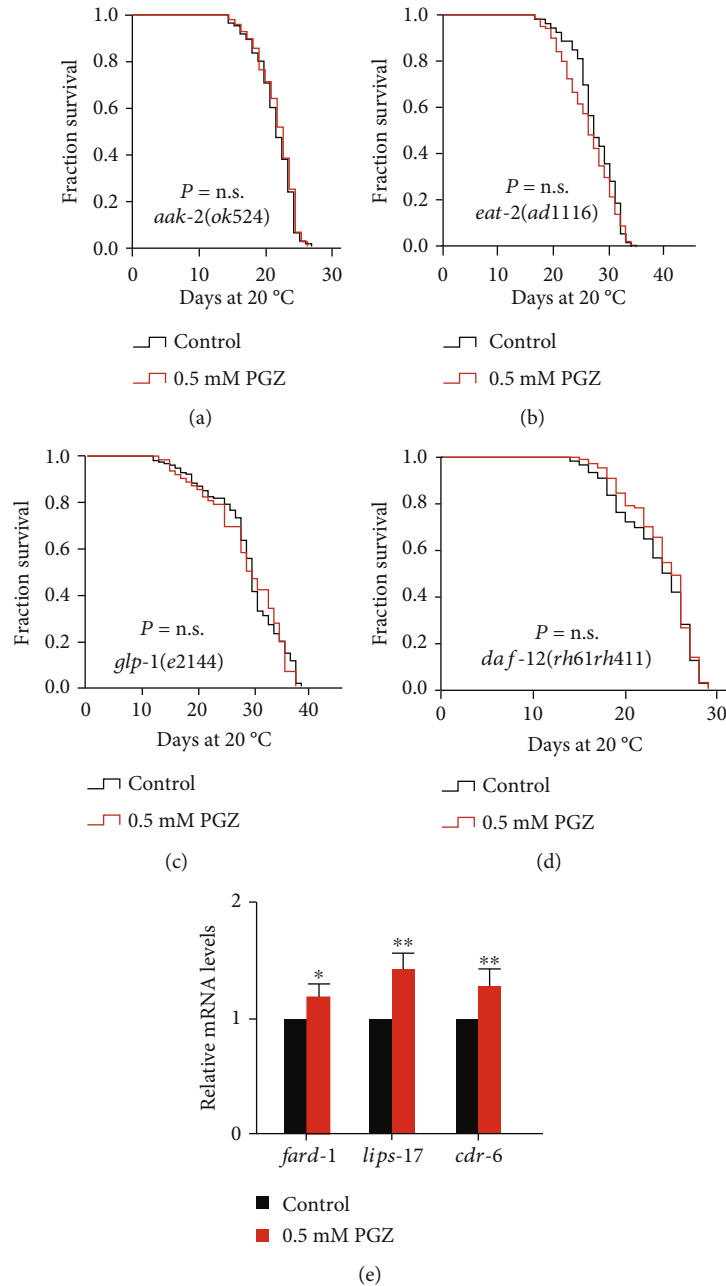 1.0
0.8
0.6
0.4
0.2
0.0
Fraction survival
P = n.s.
aak-2(ok524)
0
10
20
30
Days at 20 °C
Control
0.5 mM PGZ
(a)
1.0
0.8
0.6
0.4
0.2
0.0
Fraction survival
P = n.s.
eat-2(ad1116)
0
10
20
30
40
Days at 20 °C
Control
0.5 mM PGZ
(b)
1.0
0.8
0.6
0.4
0.2
0.0
Fraction survival
P = n.s.
glp-1(e2144)
0
10
20
30
40
Days at 20 °C
Control
0.5 mM PGZ
(c)
1.0
0.8
0.6
0.4
0.2
0.0
Fraction survival
P = n.s.
daf-12(rh61rh411)
0
10
20
30
Days at 20 °C
Control
0.5 mM PGZ
(d)
2
1
0
Relative mRNA levels
*
**
**
fard-1
lips-17
cdr-6
Control
0.5 mM PGZ
(e)